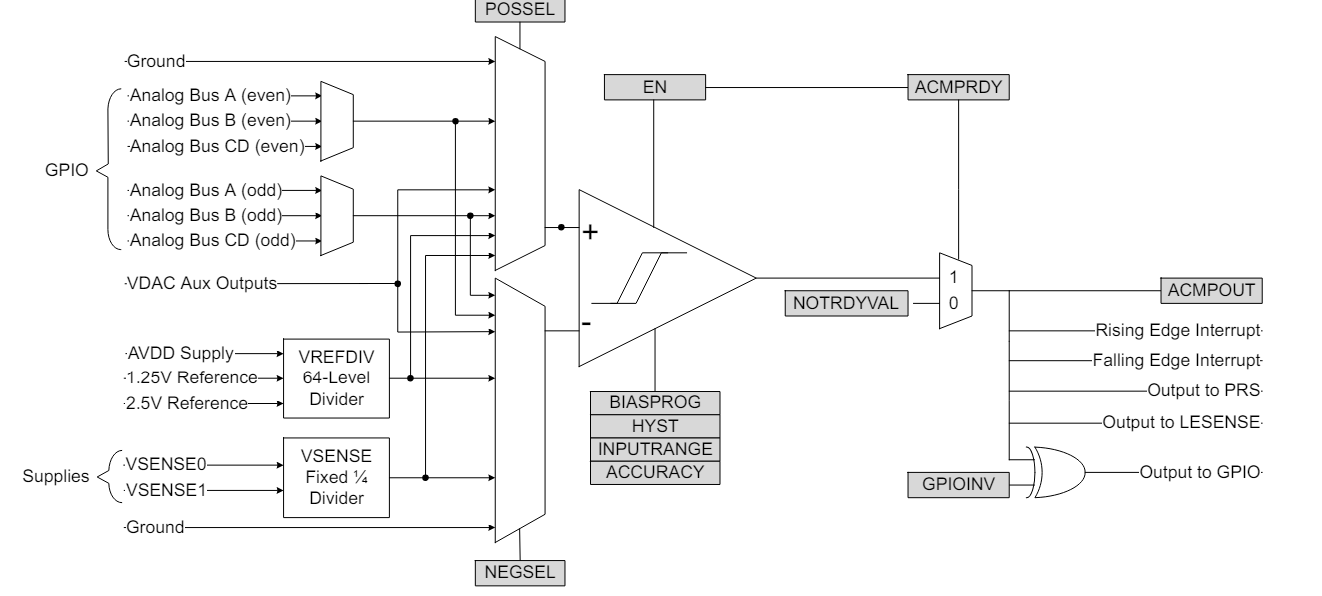 POSSEL
Ground
EN
ACMPRDY
Analog Bus A (even)
Analog Bus B (even)
Analog Bus CD (even)
GPIO
Analog Bus A (odd)
Analog Bus B (odd)
Analog Bus CD (odd)
+
-
VDAC Aux Outputs
1
0
NOTRDYVAL
ACMPOUT
Rising Edge Interrupt
Falling Edge Interrupt
Output to PRS
Output to LESENSE
Output to GPIO
GPIOINV
AVDD Supply
1.25V Reference
2.5V Reference
VREFDIV
64-Level
Divider
BIASPROG
HYST
INPUTRANGE
ACCURACY
Supplies
VSENSE0
VSENSE1
VSENSE
Fixed ¼
Divider
Ground
NEGSEL